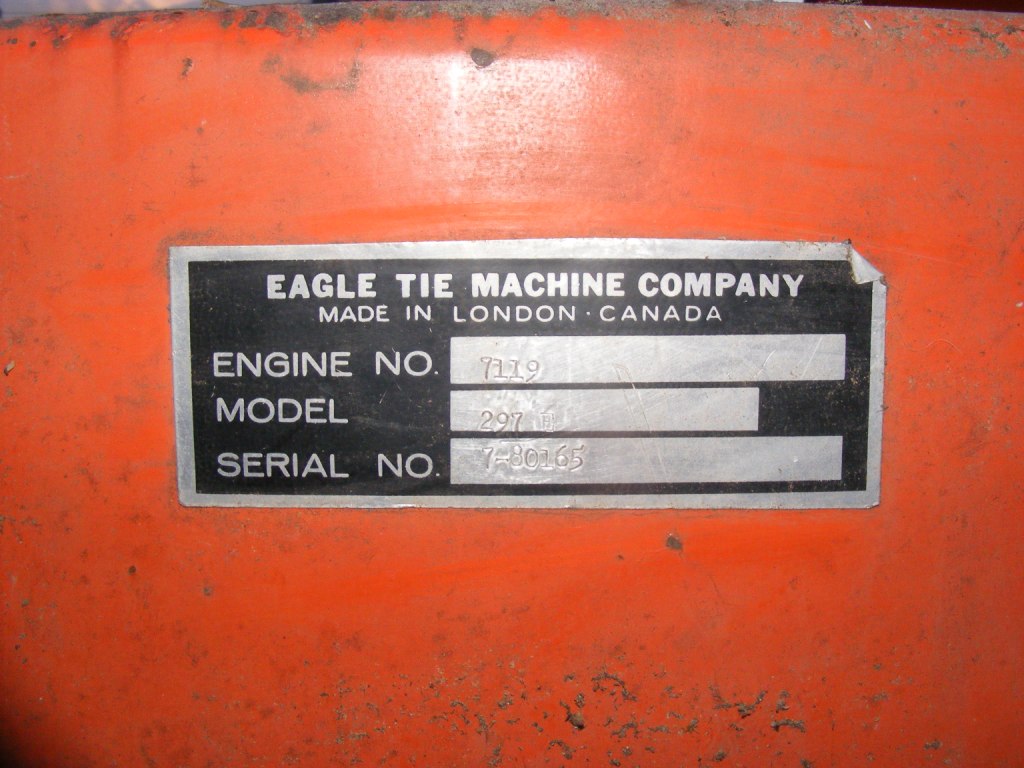 EAGLE TIE MACHINE COMPANY
MADE IN LONDON · CANADA
ENGINE NO. 7119
MODEL 297
SERIAL NO. 7-80165